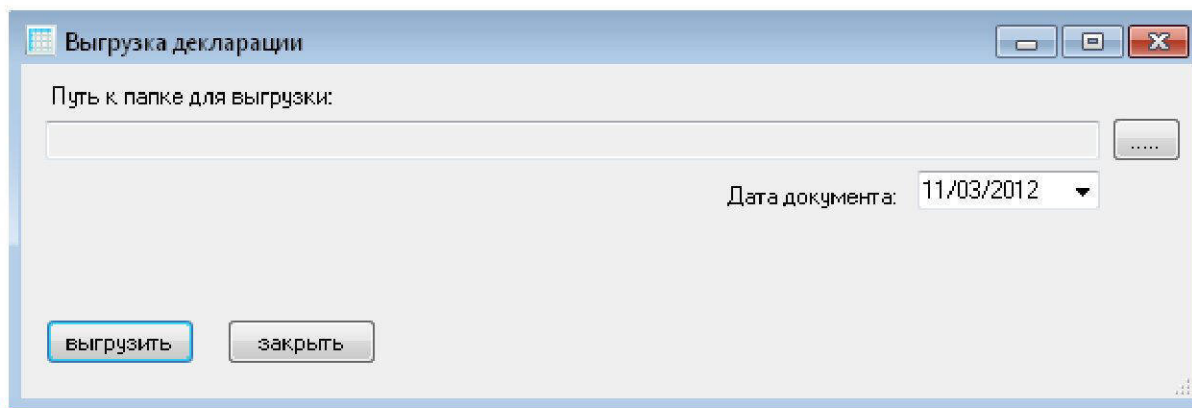 Выгрузка декларации
Путь к папке для выгрузки:
.....
Дата документа: 11/03/2012
выгрузить закрыть